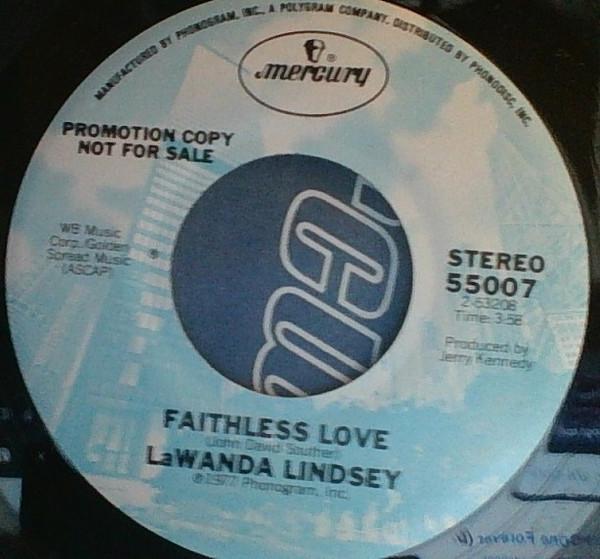 MANUFACTURED BY PHONOGRAM, INC., A POLYGRAM COMPANY, DISTRIBUTED BY PHONODISC, INC.
mercury®
PROMOTION COPY
NOT FOR SALE
WB Music
Corp./Golden
Spread Music
(ASCAP)
STEREO
55007
2-53208
Time: 3:58
Produced by
Jerry Kennedy
FAITHLESS LOVE
(John David Souther)
LaWANDA LINDSEY
℗ 1977 Phonogram, Inc.